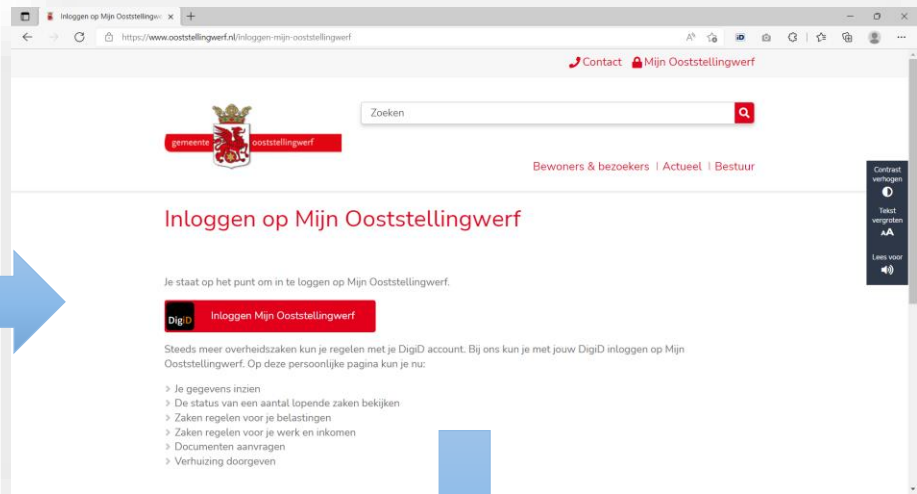 Inloggen op Mijn Ooststellingwe
https://www.ooststellingwerf.nl/inloggen-mijn-ooststellingwerf
Contact Mijn Ooststellingwerf
Zoeken
gemeente ooststellingwerf
Bewoners & bezoekers | Actueel | Bestuur
Contrast
verhogen
Tekst
vergroten
AA
Lees voor
Inloggen op Mijn Ooststellingwerf
Je staat op het punt om in te loggen op Mijn Ooststellingwerf.
DigiD Inloggen Mijn Ooststellingwerf
Steeds meer overheidszaken kun je regelen met je DigiD account. Bij ons kun je met jouw DigiD inloggen op Mijn
Ooststellingwerf. Op deze persoonlijke pagina kun je nu:
> Je gegevens inzien
> De status van een aantal lopende zaken bekijken
> Zaken regelen voor je belastingen
> Zaken regelen voor je werk en inkomen
> Documenten aanvragen
> Verhuizing doorgeven